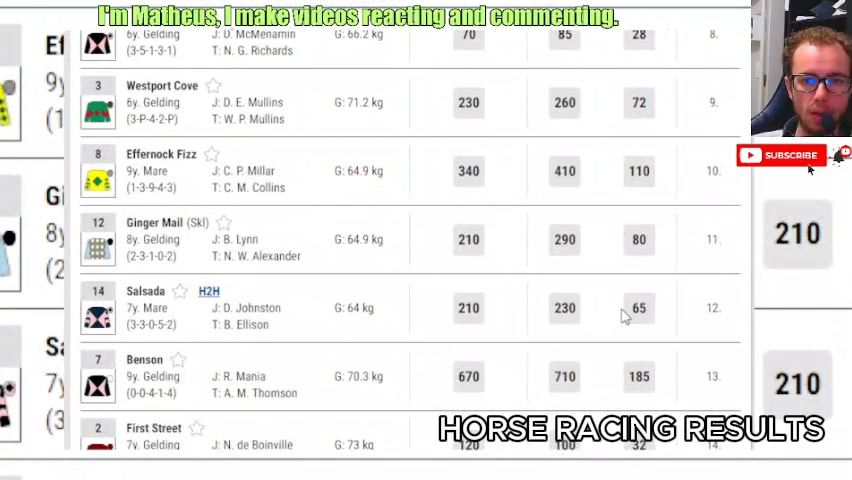 I'm Matheus, I make videos reacting and commenting.
6y. Gelding J: D. McMenamin G: 66.2 kg 70 85 28 8.
(3-5-1-3-1) T: N. G. Richards
3 Westport Cove
6y. Gelding J: D. E. Mullins G: 71.2 kg 230 260 72 9.
(3-P-4-2-P) T: W. P. Mullins
8 Effernock Fizz
9y. Mare J: C. P. Millar G: 64.9 kg 340 410 110 10.
(1-3-9-4-3) T: C. M. Collins
12 Ginger Mail (Skl)
8y. Gelding J: B. Lynn G: 64.9 kg 210 290 80 11.
(2-3-1-0-2) T: N. W. Alexander
14 Salsada H2H
7y. Mare J: D. Johnston G: 64 kg 210 230 65 12.
(3-3-0-5-2) T: B. Ellison
7 Benson
9y. Gelding J: R. Mania G: 70.3 kg 670 710 185 13.
(0-0-4-1-4) T: A. M. Thomson
2 First Street
7y. Gelding J: N. de Boinville G: 73 kg 120 100 32 14.
Ef
9y
(1
Gi
8y
(2
Sa
7y
(3
210
210
SUBSCRIBE
HORSE RACING RESULTS